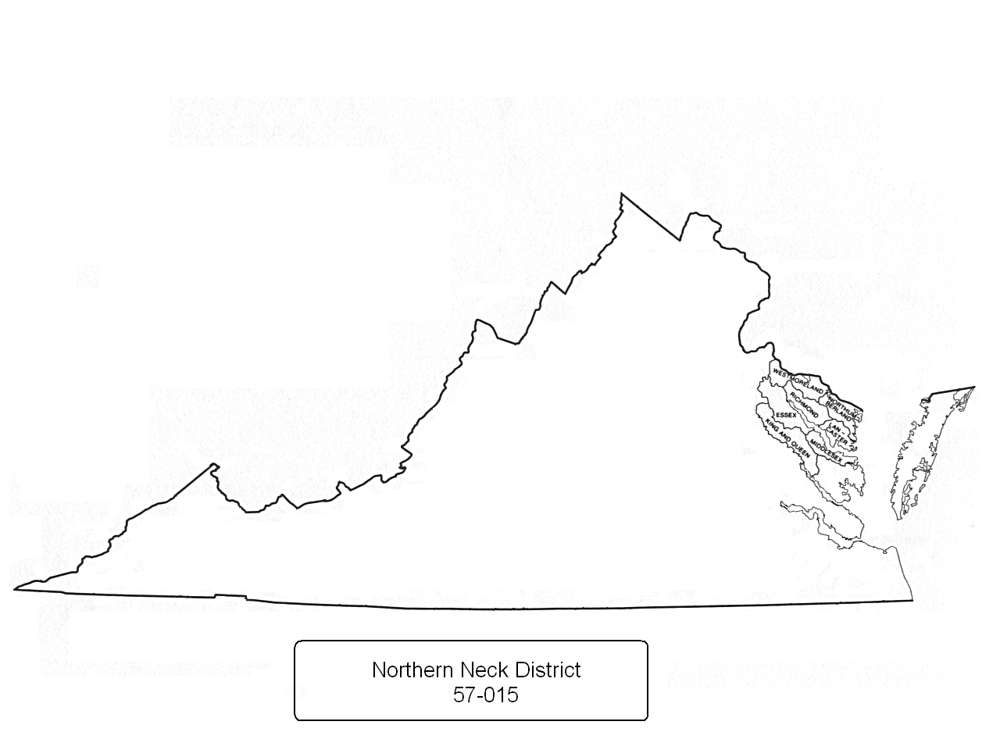 WESTMORELAND
NORTHUM-
BERLAND
RICHMOND
ESSEX
LAN-
CASTER
KING AND QUEEN
MIDDLESEX
Northern Neck District
57-015